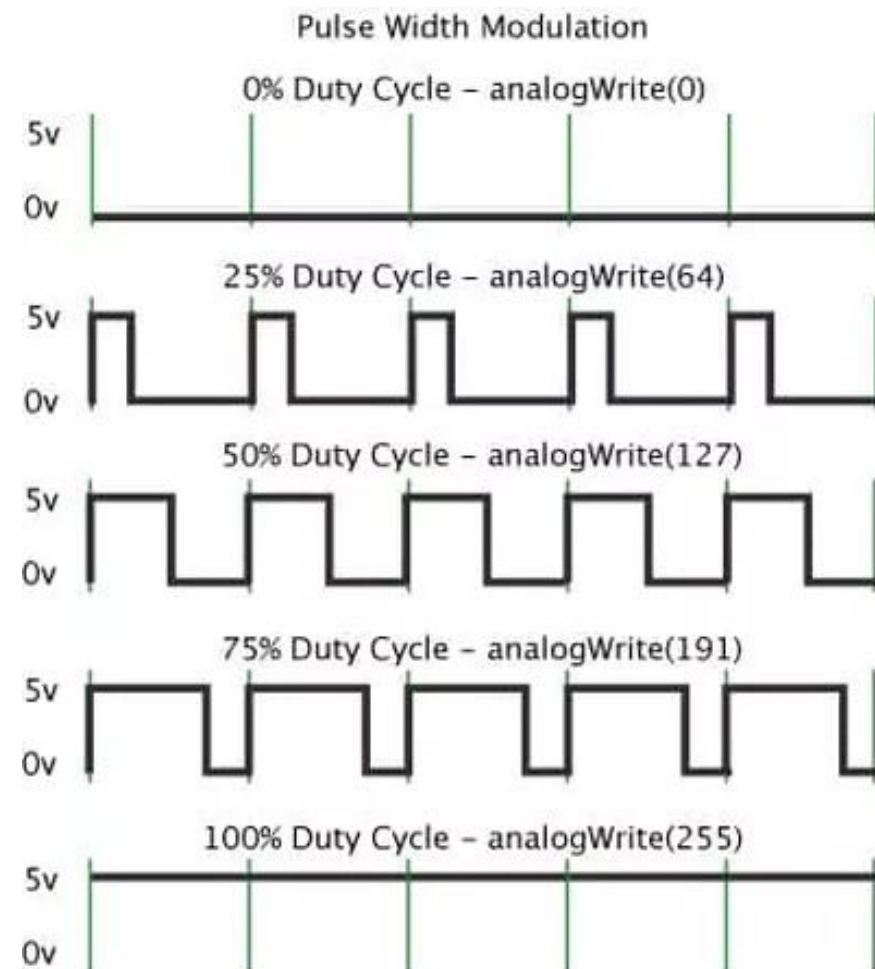 Pulse Width Modulation
0% Duty Cycle – analogWrite(0)
5v
0v
25% Duty Cycle – analogWrite(64)
5v
0v
50% Duty Cycle – analogWrite(127)
5v
0v
75% Duty Cycle – analogWrite(191)
5v
0v
100% Duty Cycle – analogWrite(255)
5v
0v